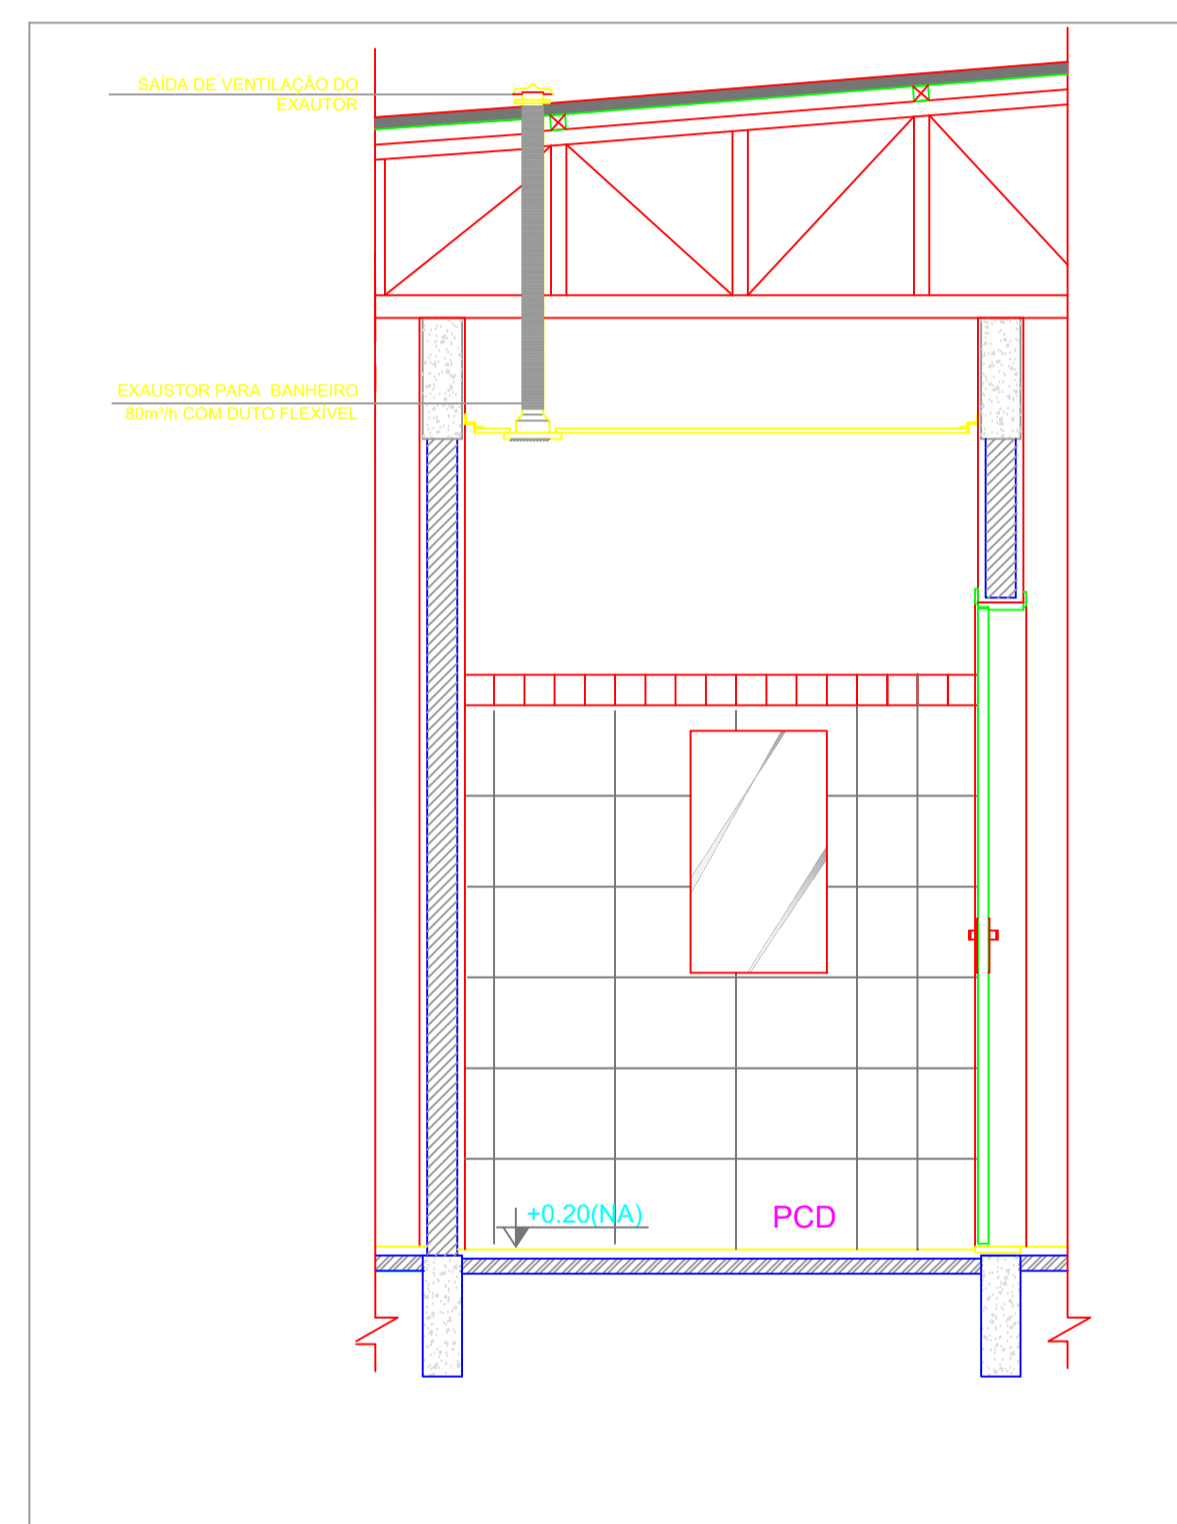 SAÍDA DE VENTILAÇÃO DO
EXAUTOR
EXAUSTOR PARA BANHEIRO
80m³/h COM DUTO FLEXÍVEL
+0.20(NA)
PCD